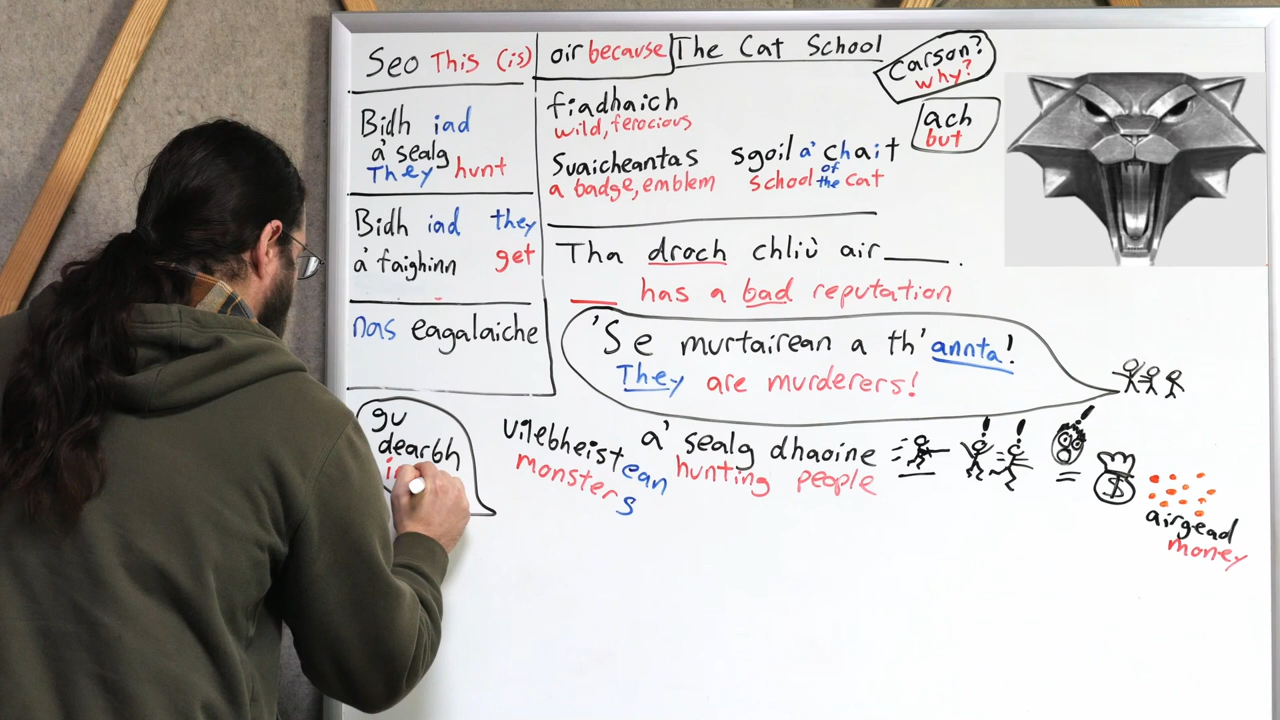 Seo This (is)
Bidh iad
a' sealg
They hunt
Bidh iad they
a' faighinn get
nas eagalaiche
gu
dearbh
oir because
The Cat School
Carson?
why?
ach
but
fiadhaich
wild, ferocious
Suaicheantas sgoil a' chait
a badge, emblem school of the cat
Tha droch chliù air ____.
___ has a bad reputation
'S e murtairean a th' annta!
They are murderers!
uilebheistean a' sealg dhaoine
monsters hunting people
$
airgead
money